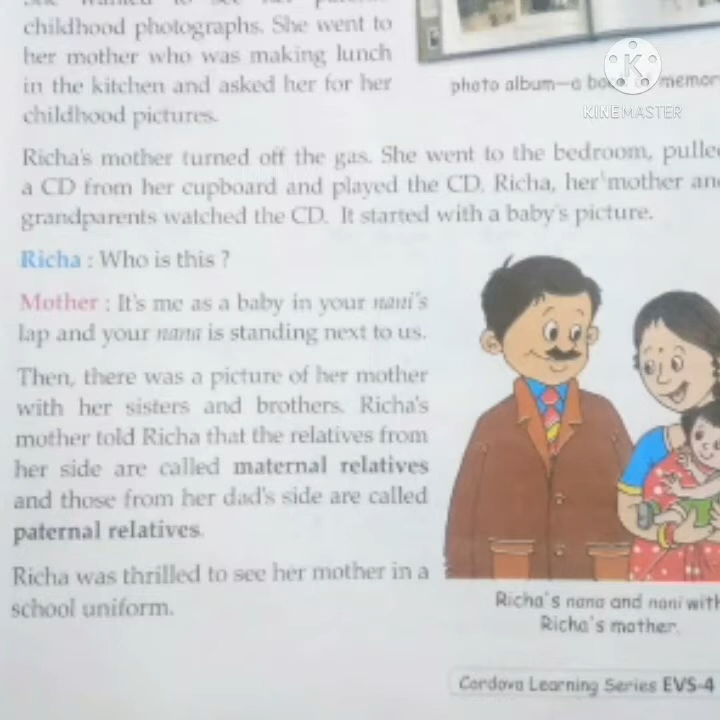 childhood photographs. She went to
her mother who was making lunch
in the kitchen and asked her for her
childhood pictures.
photo album—a
KINEMASTER
Richa's mother turned off the gas. She went to the bedroom, pulled
a CD from her cupboard and played the CD. Richa, her mother and
grandparents watched the CD. It started with a baby's picture.
Richa : Who is this ?
Mother : It's me as a baby in your nani's
lap and your nana is standing next to us.
Then, there was a picture of her mother
with her sisters and brothers. Richa's
mother told Richa that the relatives from
her side are called maternal relatives
and those from her dad's side are called
paternal relatives.
Richa was thrilled to see her mother in a
school uniform.
Richa's nana and nani with
Richa's mother.
Cordova Learning Series EVS-4